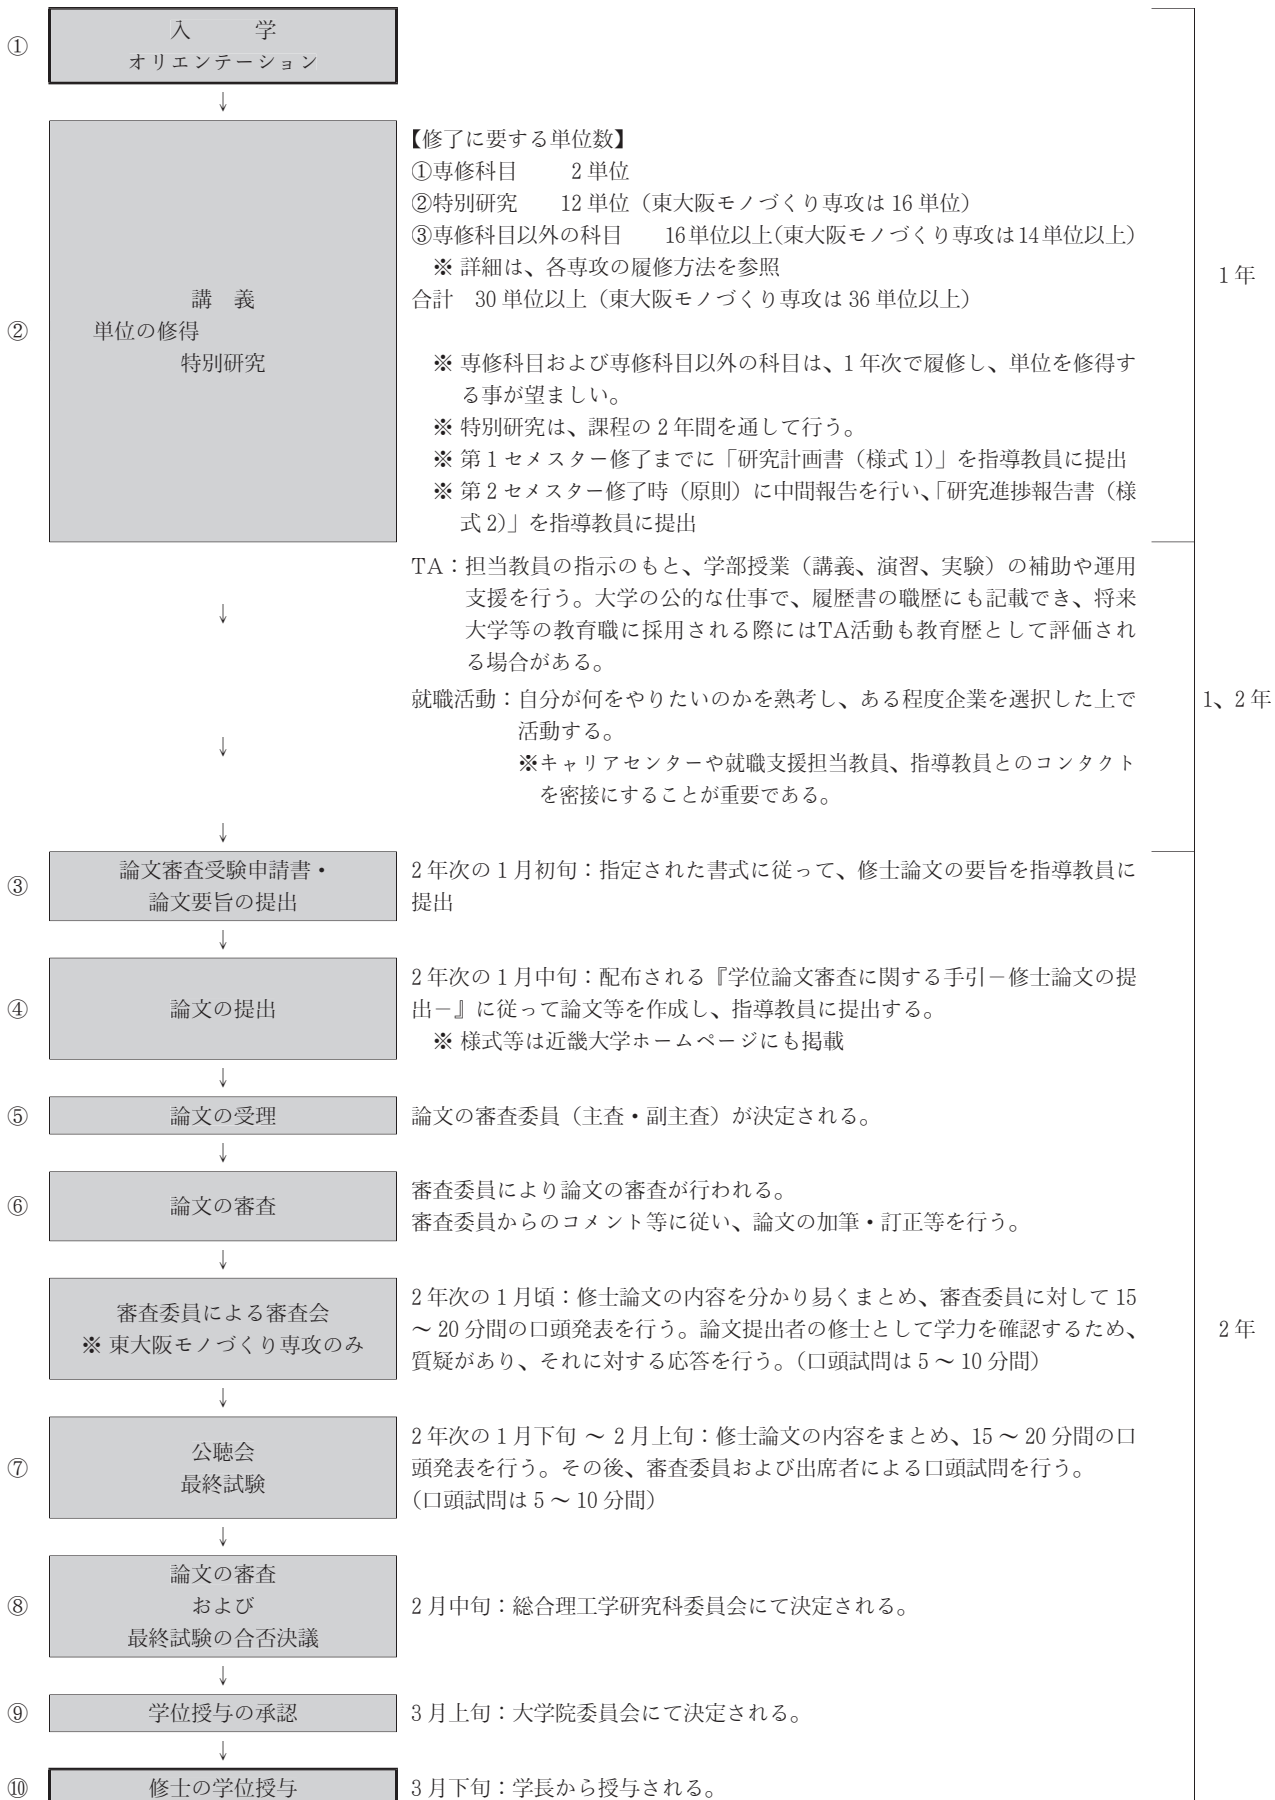 ①
入　　学
オリエンテーション
↓
②
講　義
単位の修得
特別研究
【修了に要する単位数】
①専修科目　　2 単位
②特別研究　　12 単位（東大阪モノづくり専攻は 16 単位）
③専修科目以外の科目　　16単位以上（東大阪モノづくり専攻は14単位以上）
※ 詳細は、各専攻の履修方法を参照
合計　30 単位以上（東大阪モノづくり専攻は 36 単位以上）
※ 専修科目および専修科目以外の科目は、1 年次で履修し、単位を修得す
る事が望ましい。
※ 特別研究は、課程の 2 年間を通して行う。
※ 第 1 セメスター修了までに「研究計画書（様式 1）」を指導教員に提出
※ 第 2 セメスター修了時（原則）に中間報告を行い、「研究進捗報告書（様
式 2）」を指導教員に提出
1 年
↓
TA：担当教員の指示のもと、学部授業（講義、演習、実験）の補助や運用
支援を行う。大学の公的な仕事で、履歴書の職歴にも記載でき、将来
大学等の教育職に採用される際にはTA活動も教育歴として評価され
る場合がある。
↓
就職活動：自分が何をやりたいのかを熟考し、ある程度企業を選択した上で
活動する。
※キャリアセンターや就職支援担当教員、指導教員とのコンタクト
を密接にすることが重要である。
1、2 年
↓
③
論文審査受験申請書・
論文要旨の提出
2 年次の 1 月初旬：指定された書式に従って、修士論文の要旨を指導教員に
提出
↓
④
論文の提出
2 年次の 1 月中旬：配布される『学位論文審査に関する手引－修士論文の提
出－』に従って論文等を作成し、指導教員に提出する。
※ 様式等は近畿大学ホームページにも掲載
↓
⑤
論文の受理
論文の審査委員（主査・副主査）が決定される。
↓
⑥
論文の審査
審査委員により論文の審査が行われる。
審査委員からのコメント等に従い、論文の加筆・訂正等を行う。
↓
審査委員による審査会
※ 東大阪モノづくり専攻のみ
2 年次の 1 月頃：修士論文の内容を分かり易くまとめ、審査委員に対して 15
～ 20 分間の口頭発表を行う。論文提出者の修士として学力を確認するため、
質疑があり、それに対する応答を行う。（口頭試問は 5 ～ 10 分間）
2 年
↓
⑦
公聴会
最終試験
2 年次の 1 月下旬 ～ 2 月上旬：修士論文の内容をまとめ、15 ～ 20 分間の口
頭発表を行う。その後、審査委員および出席者による口頭試問を行う。
（口頭試問は 5 ～ 10 分間）
↓
⑧
論文の審査
および
最終試験の合否決議
2 月中旬：総合理工学研究科委員会にて決定される。
↓
⑨
学位授与の承認
3 月上旬：大学院委員会にて決定される。
↓
⑩
修士の学位授与
3 月下旬：学長から授与される。